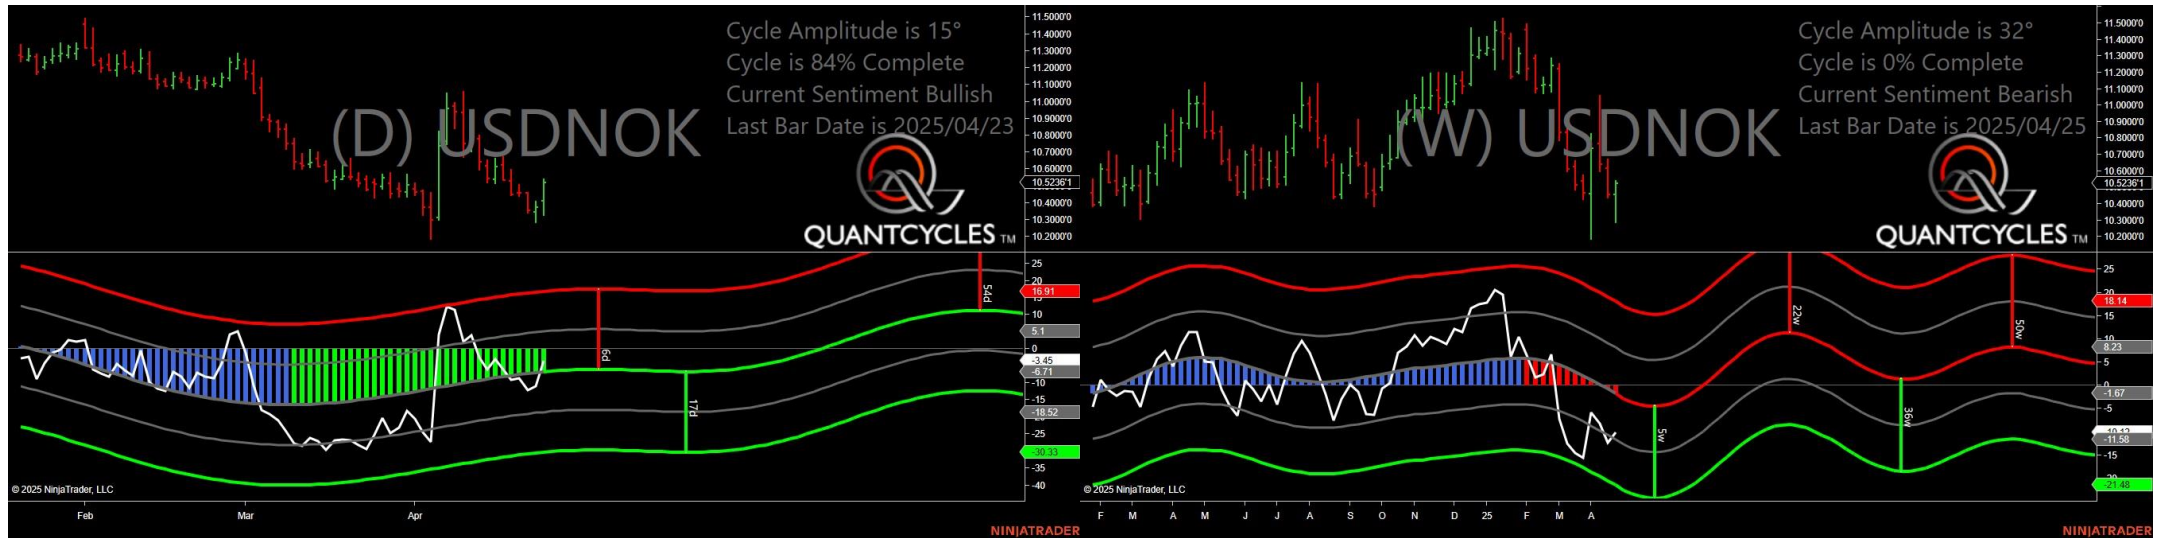 Cycle Amplitude is 15°
Cycle is 84% Complete
Current Sentiment Bullish
Last Bar Date is 2025/04/23
(D) USDNOK
QUANTCYCLES TM
11.5000'0
11.4000'0
11.3000'0
11.2000'0
11.1000'0
11.0000'0
10.9000'0
10.8000'0
10.7000'0
10.6000'0
10.5236'1
10.4000'0
10.3000'0
10.2000'0
25
20
16.91
15
10
5.1
0
-3.45
-6.71
-10
-15
-18.52
-25
-30.33
-35
-40
6d
17d
54d
© 2025 NinjaTrader, LLC
Feb Mar Apr
NINJATRADER
Cycle Amplitude is 32°
Cycle is 0% Complete
Current Sentiment Bearish
Last Bar Date is 2025/04/25
(W) USDNOK
QUANTCYCLES TM
11.5000'0
11.4000'0
11.3000'0
11.2000'0
11.1000'0
11.0000'0
10.9000'0
10.8000'0
10.7000'0
10.6000'0
10.5236'1
10.4000'0
10.3000'0
10.2000'0
25
20
18.14
15
10
8.23
5
0
-1.67
-5
-11.58
-15
-21.48
5w
22w
36w
50w
© 2025 NinjaTrader, LLC
F M A M J J A S O N D 25 F M A
NINJATRADER